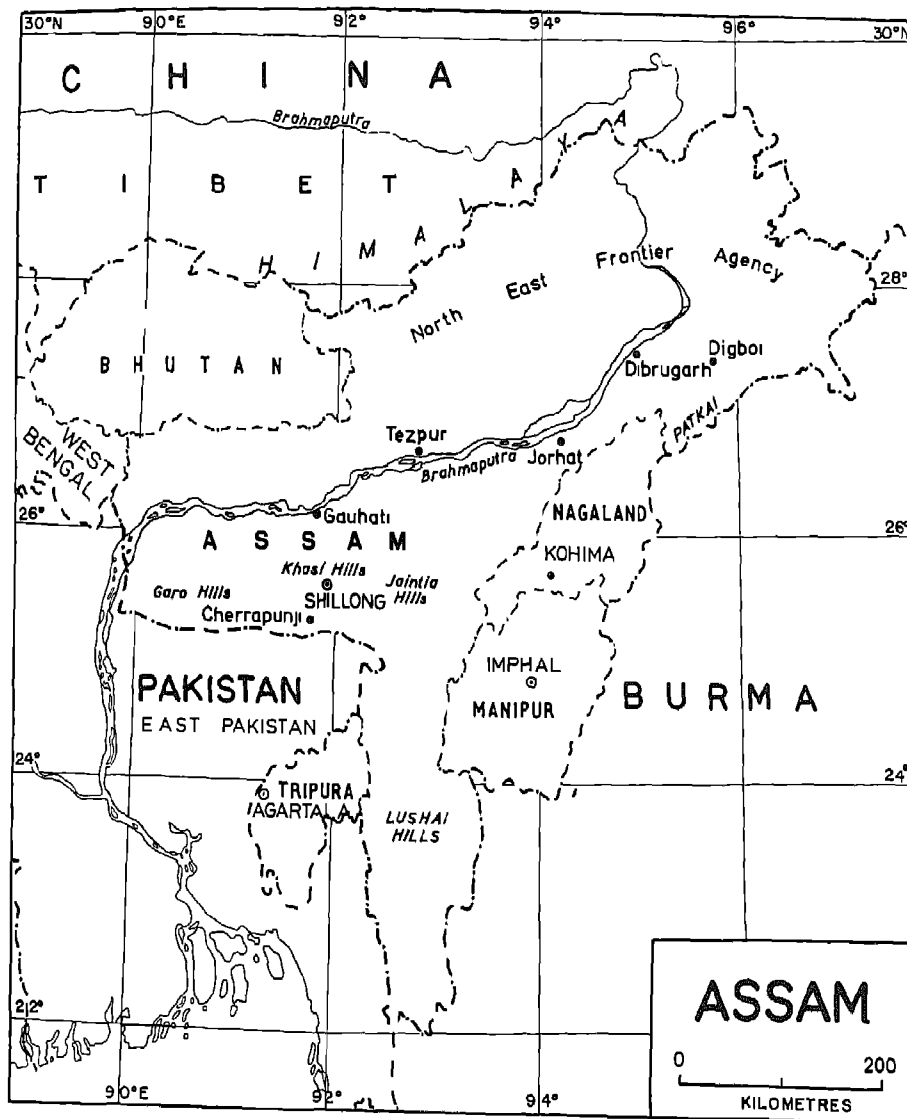 30°N 90°E 92° 94° 96° 30°N
C H I N A
Brahmaputra
T I B E T
H I M A L A Y A
North East Frontier Agency
28°
BHUTAN
Dibrugarh
Digboi
PATKAI
WEST
BENGAL
Tezpur
Brahmaputra
Jorhat
26°
Gauhati
NAGALAND
26°
A S S A M
KOHIMA
Khasi Hills
Garo Hills
SHILLONG
Jaintia
Hills
Cherrapunji
IMPHAL
MANIPUR
BURMA
PAKISTAN
EAST PAKISTAN
24°
24°
TRIPURA
AGARTALA
LUSHAI
HILLS
22°
90°E 92° 94°
ASSAM
0 200
KILOMETRES